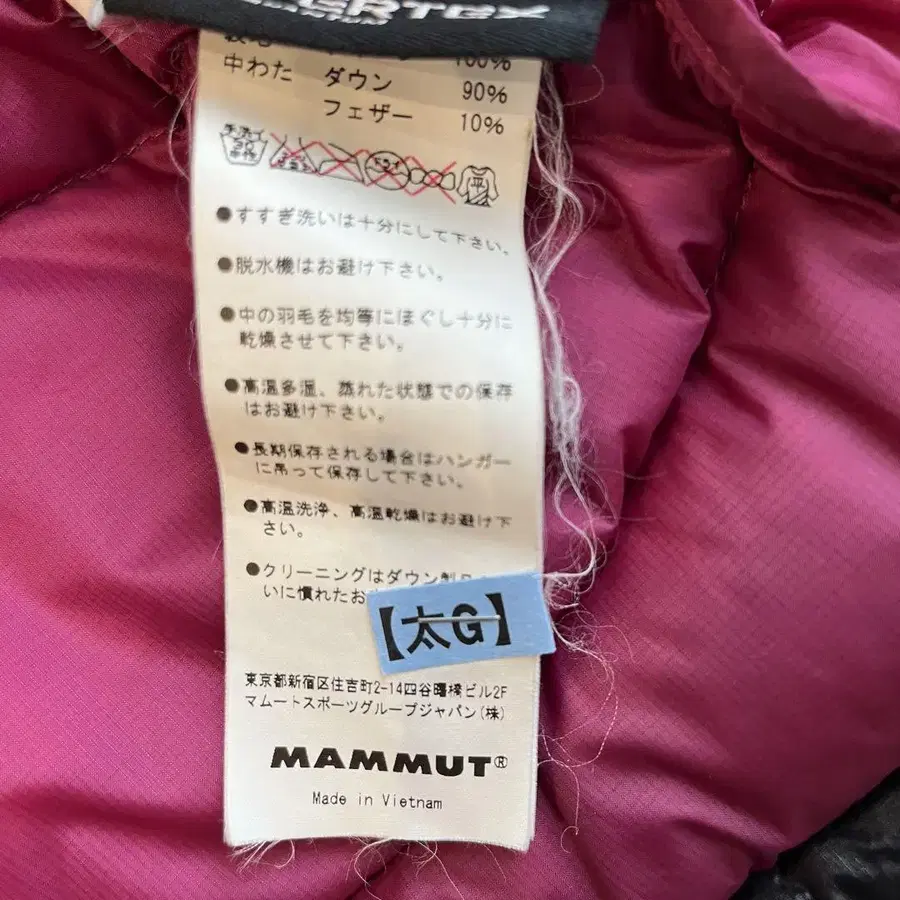 100%
中わた ダウン 90%
フェザー 10%
●すすぎ洗いは十分にして下さい。
●脱水機はお避け下さい。
●中の羽毛を均等にほぐし十分に
乾燥させて下さい。
●高温多湿、蒸れた状態での保存
はお避け下さい。
●長期保存される場合はハンガー
に吊って保存して下さい。
●高温洗浄、高温乾燥はお避け下
さい。
●クリーニングはダウン製
いに慣れたお
【太G】
東京都新宿区住吉町2-14四谷曙橋ビル2F
マムートスポーツグループジャパン(株)
MAMMUT®
Made in Vietnam